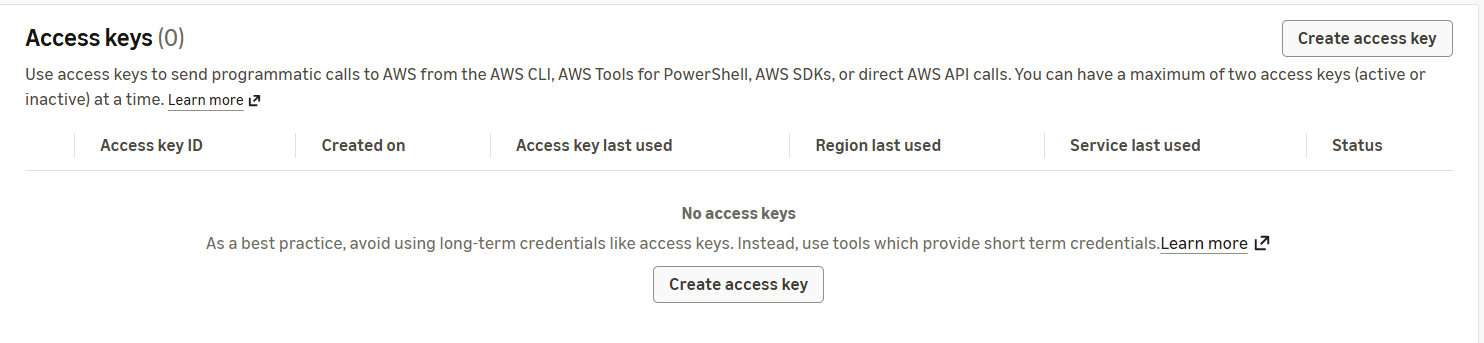 Access keys (0)
Create access key
Use access keys to send programmatic calls to AWS from the AWS CLI, AWS Tools for PowerShell, AWS SDKs, or direct AWS API calls. You can have a maximum of two access keys (active or
inactive) at a time. Learn more
Access key ID Created on Access key last used Region last used Service last used Status
No access keys
As a best practice, avoid using long-term credentials like access keys. Instead, use tools which provide short term credentials.Learn more
Create access key